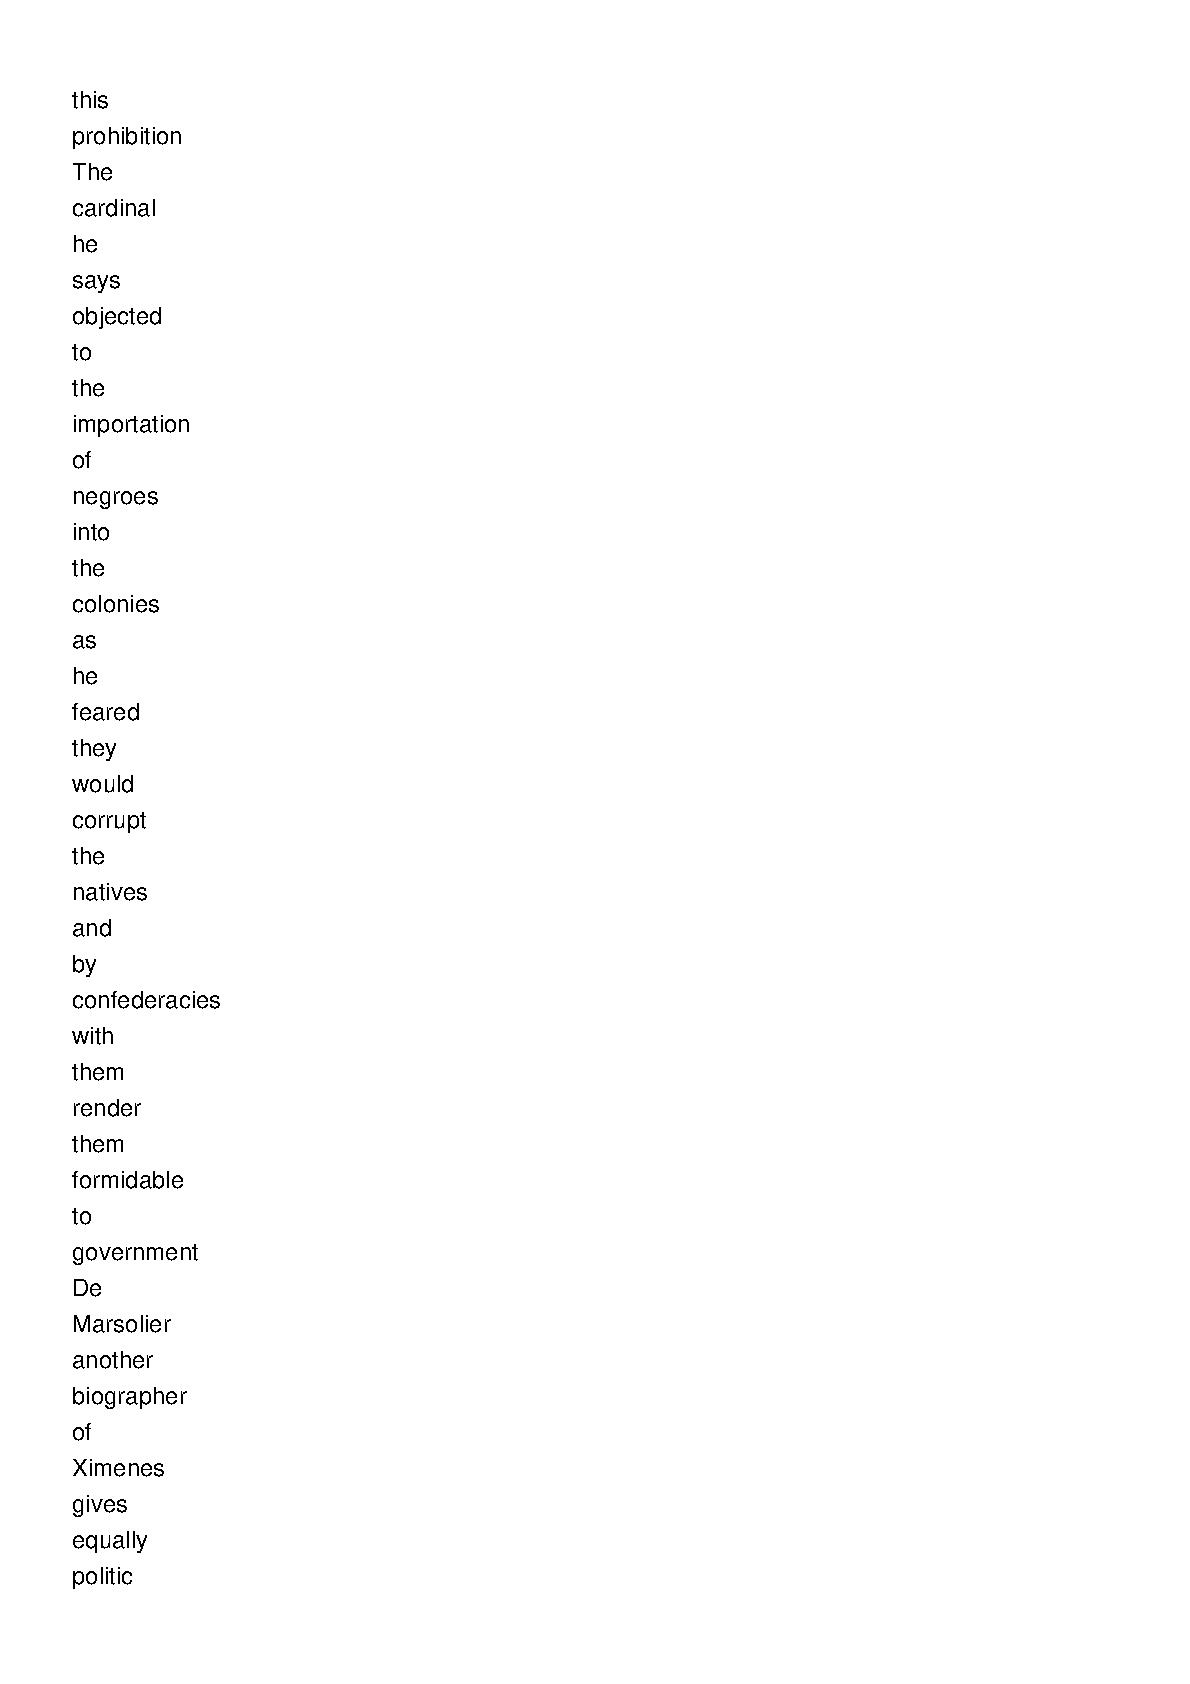 this
prohibition
The
cardinal
he
says
objected
to
the
importation
of
negroes
into
the
colonies
as
he
feared
they
would
corrupt
the
natives
and
by
confederacies
with
them
render
them
formidable
to
government
De
Marsolier
another
biographer
of
Ximenes
gives
equally
politic